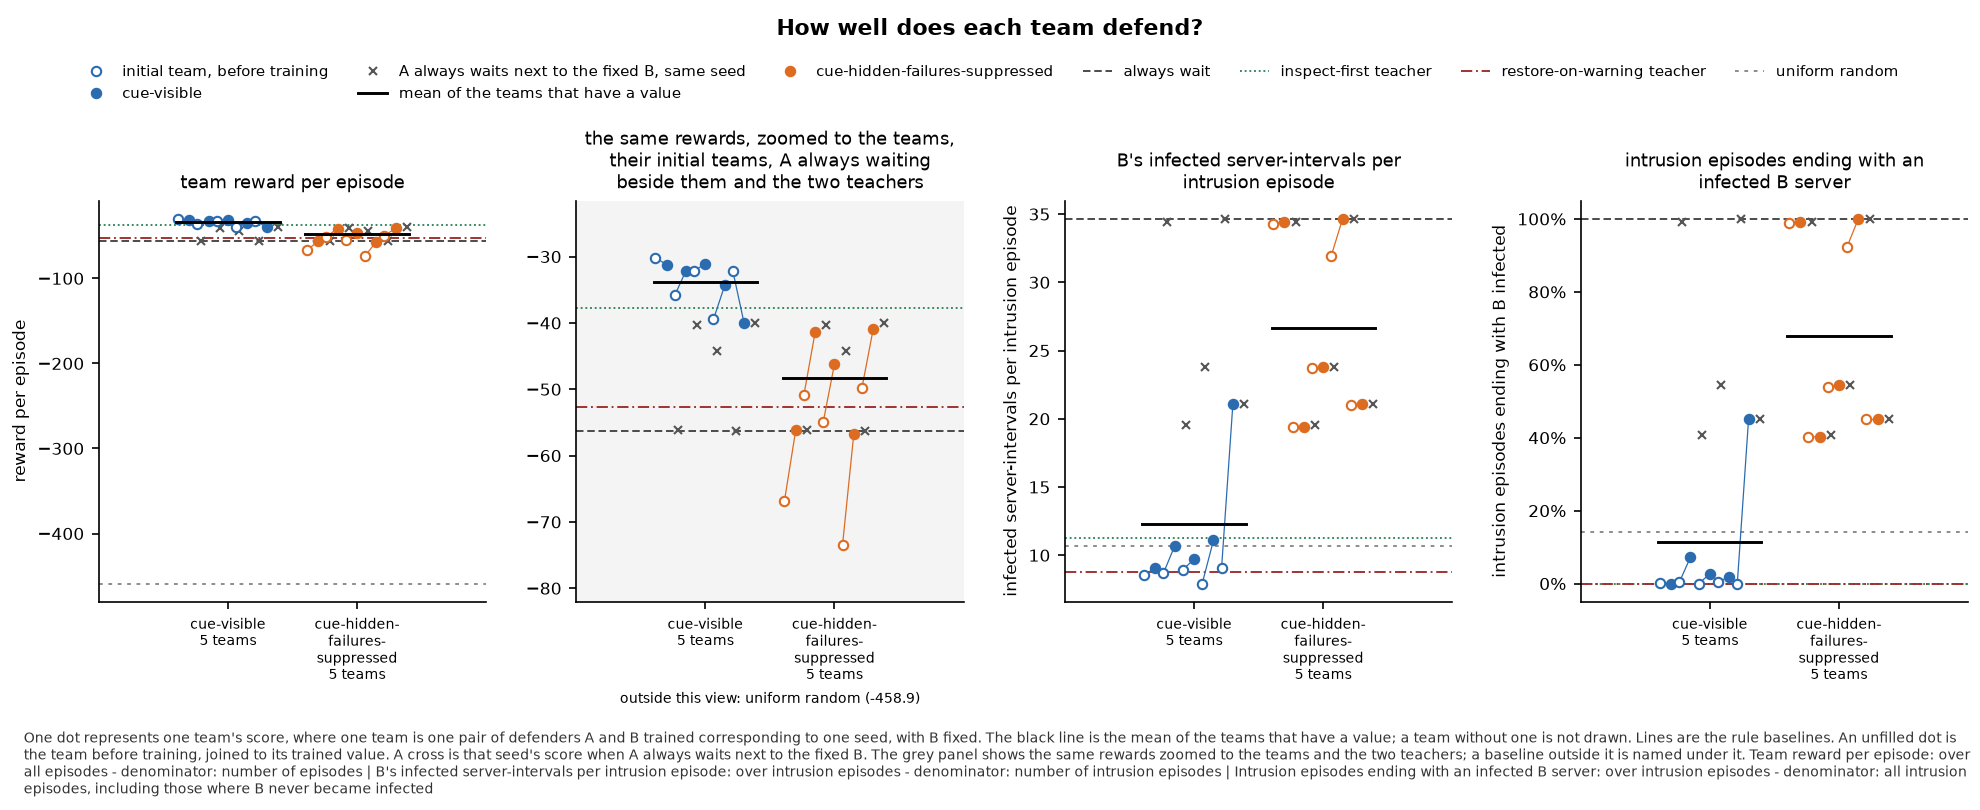 How well does each team defend?
initial team, before training
A always waits next to the fixed B, same seed
cue-hidden-failures-suppressed
always wait
inspect-first teacher
restore-on-warning teacher
uniform random
cue-visible
mean of the teams that have a value
team reward per episode
reward per episode
−100
−200
−300
−400
cue-visible
5 teams
cue-hidden-
failures-
suppressed
5 teams
the same rewards, zoomed to the teams,
their initial teams, A always waiting
beside them and the two teachers
−30
−40
−50
−60
−70
−80
cue-visible
5 teams
cue-hidden-
failures-
suppressed
5 teams
outside this view: uniform random (-458.9)
B's infected server-intervals per
intrusion episode
infected server-intervals per intrusion episode
35
30
25
20
15
10
cue-visible
5 teams
cue-hidden-
failures-
suppressed
5 teams
intrusion episodes ending with an
infected B server
intrusion episodes ending with B infected
100%
80%
60%
40%
20%
0%
cue-visible
5 teams
cue-hidden-
failures-
suppressed
5 teams
One dot represents one team's score, where one team is one pair of defenders A and B trained corresponding to one seed, with B fixed. The black line is the mean of the teams that have a value; a team without one is not drawn. Lines are the rule baselines. An unfilled dot is
the team before training, joined to its trained value. A cross is that seed's score when A always waits next to the fixed B. The grey panel shows the same rewards zoomed to the teams and the two teachers; a baseline outside it is named under it. Team reward per episode: over
all episodes - denominator: number of episodes | B's infected server-intervals per intrusion episode: over intrusion episodes - denominator: number of intrusion episodes | Intrusion episodes ending with an infected B server: over intrusion episodes - denominator: all intrusion
episodes, including those where B never became infected